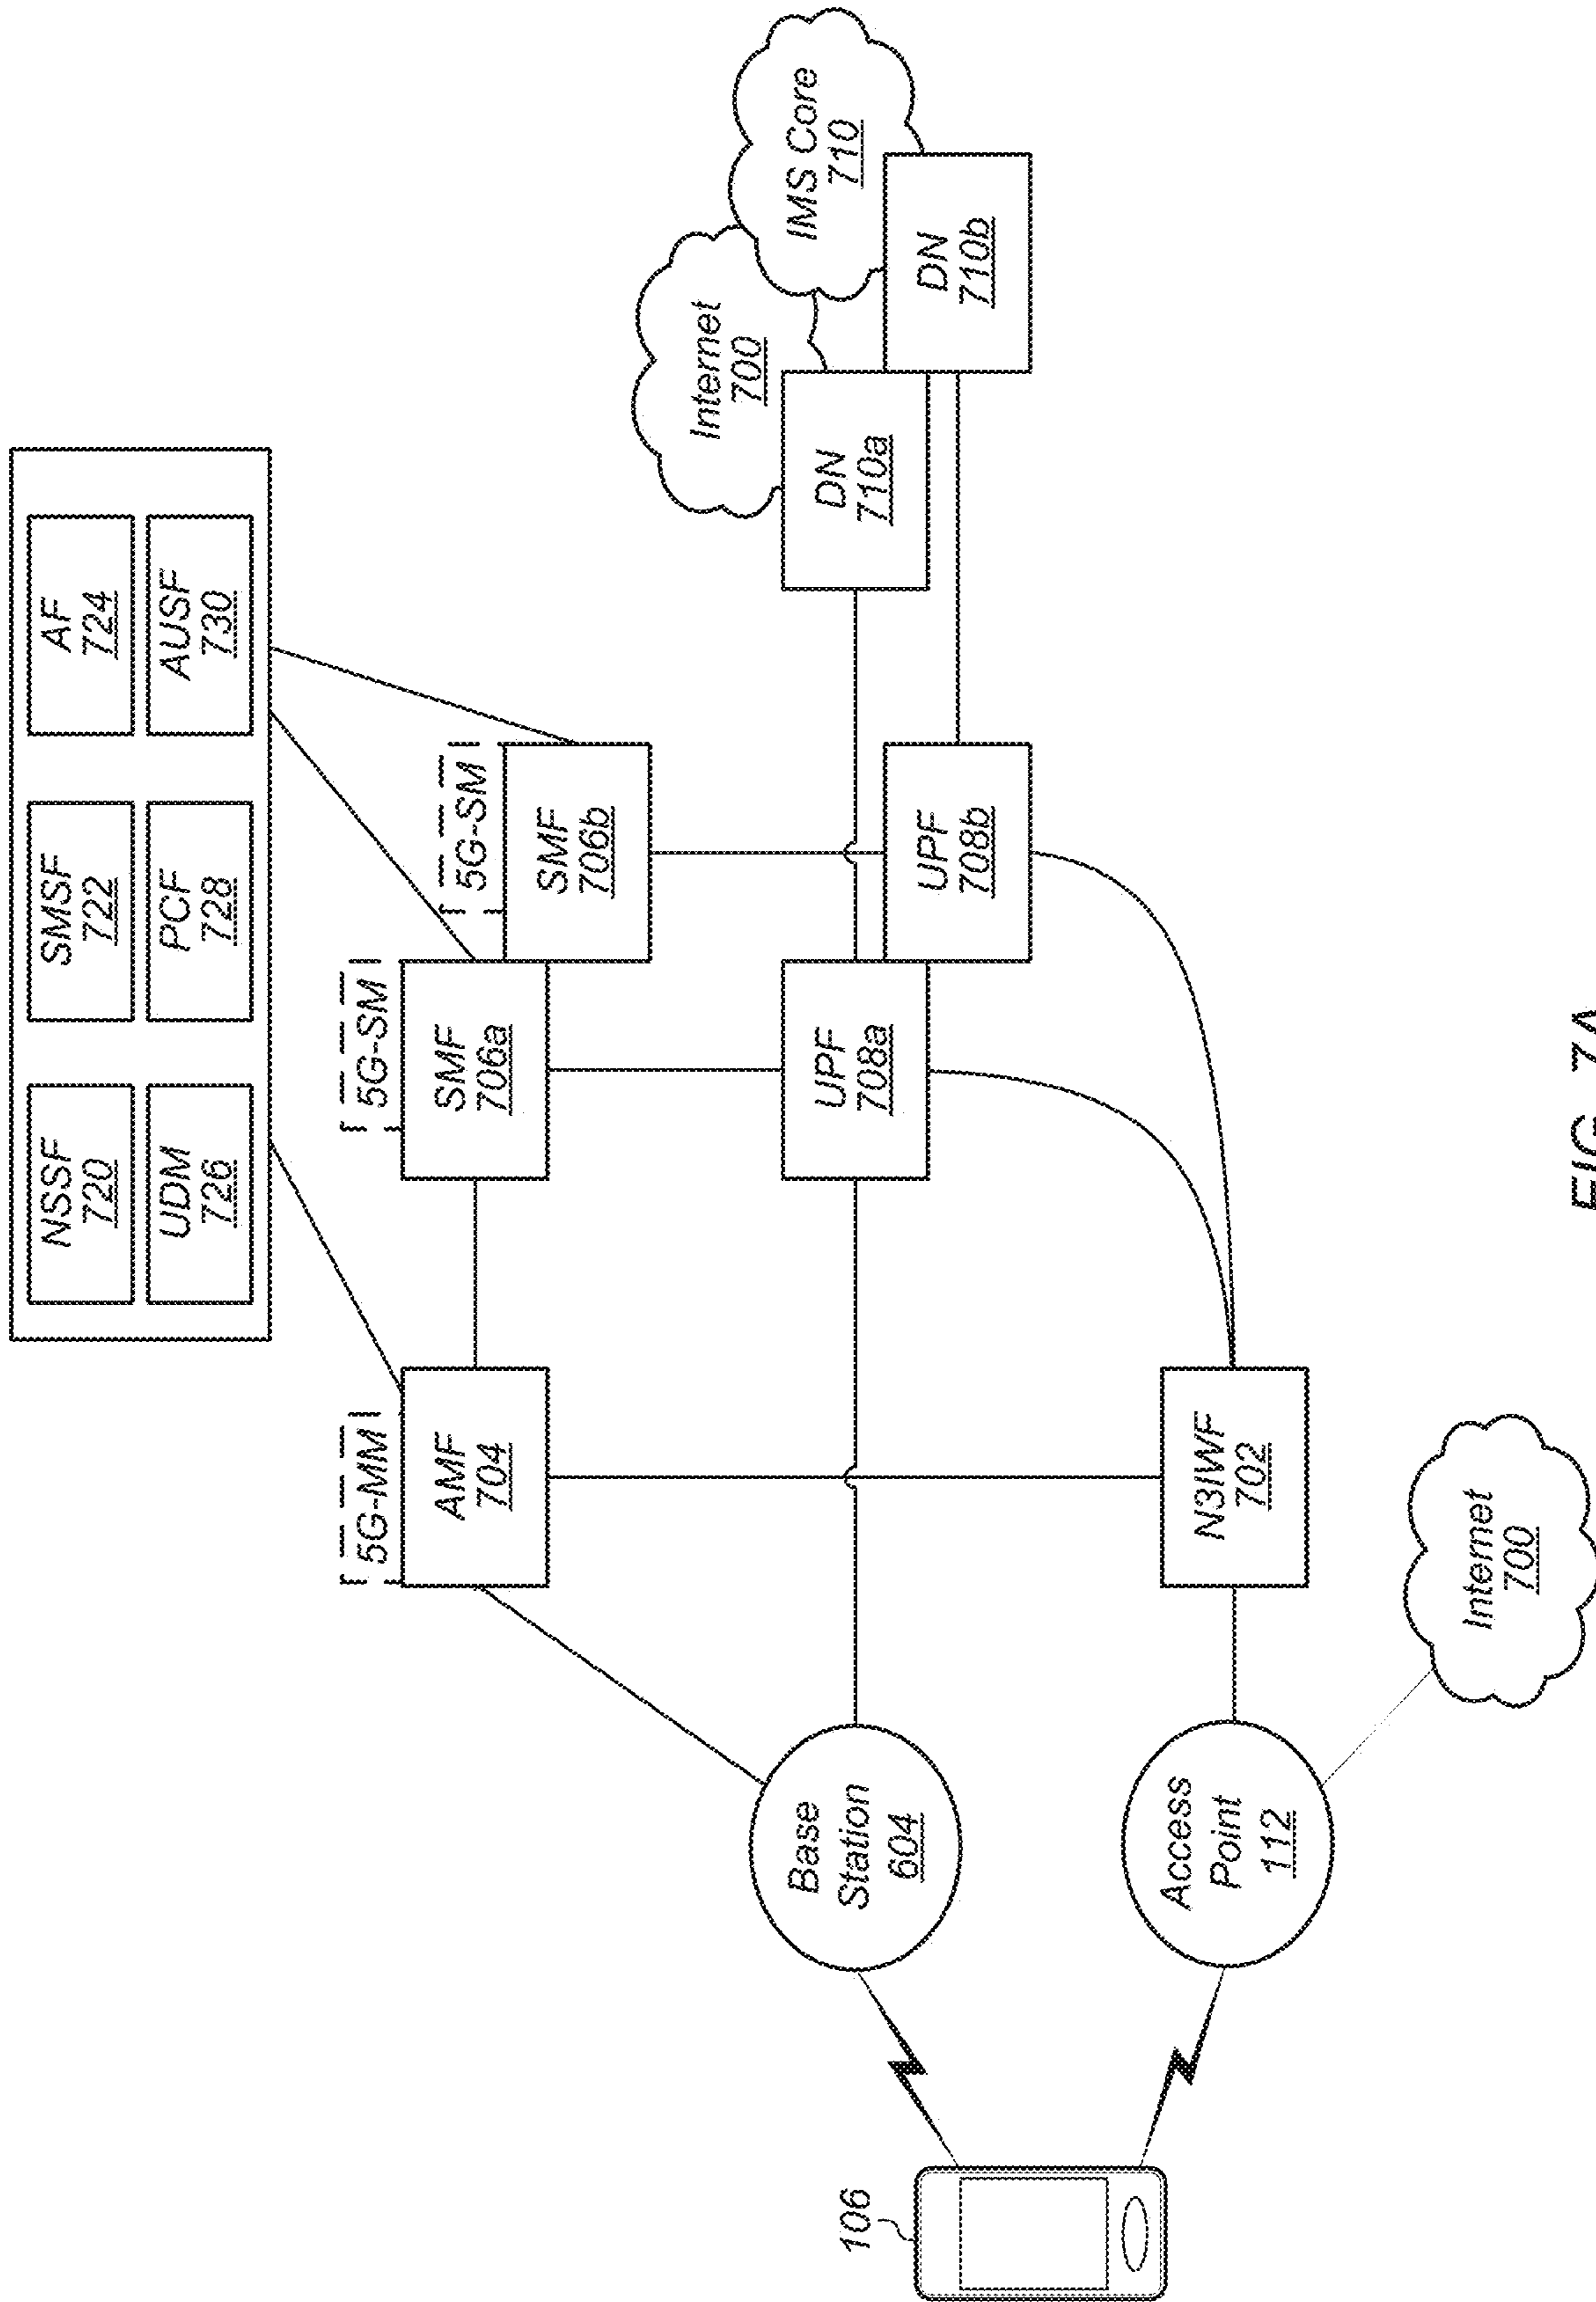 NSSF
720
SMSF
722
AF
724
UDM
726
PCF
728
AUSF
730
5G-MM
AMF
704
5G-SM
SMF
706a
5G-SM
SMF
706b
Internet
700
IMS Core
710
106
Base
Station
604
UPF
708a
UPF
708b
DN
710a
DN
710b
Access
Point
112
N3IWF
702
Internet
700
FIG. 7A